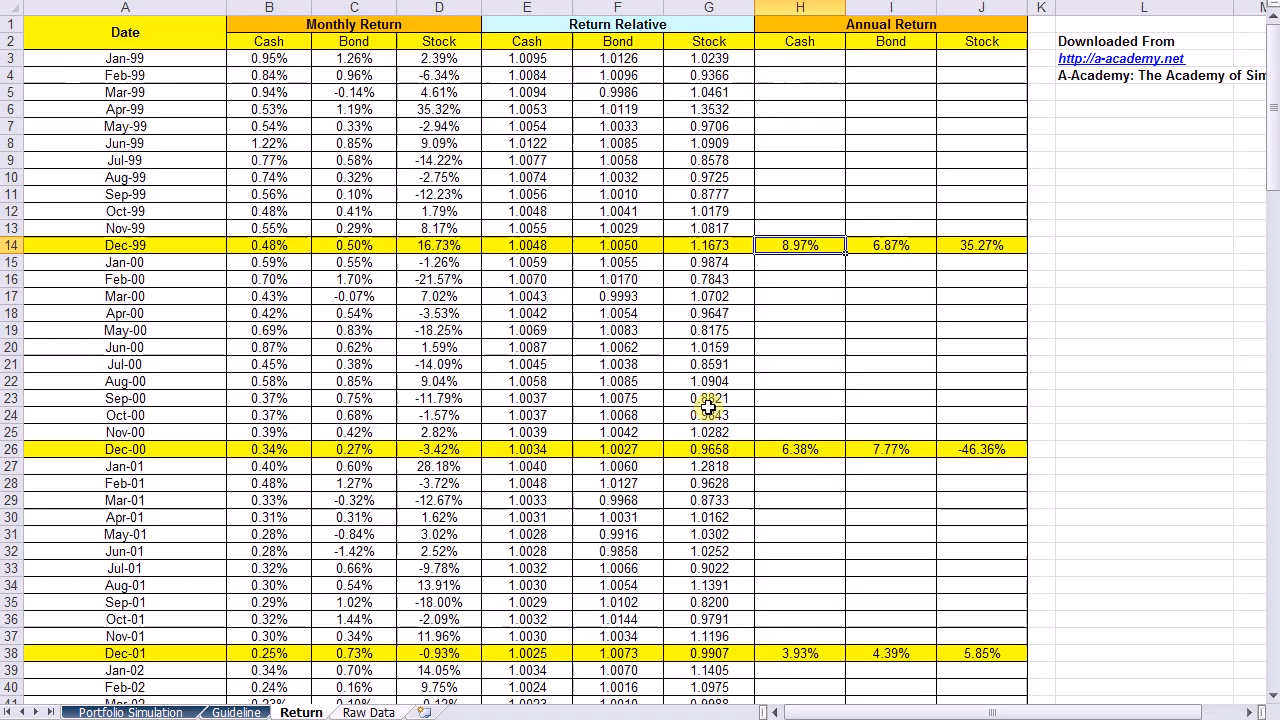 A B C D E F G H I J K L
1 Date Monthly Return Return Relative Annual Return
2 Cash Bond Stock Cash Bond Stock Cash Bond Stock Downloaded From
3 Jan-99 0.95% 1.26% 2.39% 1.0095 1.0126 1.0239 http://a-academy.net
4 Feb-99 0.84% 0.96% -6.34% 1.0084 1.0096 0.9366 A-Academy: The Academy of Sim
5 Mar-99 0.94% -0.14% 4.61% 1.0094 0.9986 1.0461
6 Apr-99 0.53% 1.19% 35.32% 1.0053 1.0119 1.3532
7 May-99 0.54% 0.33% -2.94% 1.0054 1.0033 0.9706
8 Jun-99 1.22% 0.85% 9.09% 1.0122 1.0085 1.0909
9 Jul-99 0.77% 0.58% -14.22% 1.0077 1.0058 0.8578
10 Aug-99 0.74% 0.32% -2.75% 1.0074 1.0032 0.9725
11 Sep-99 0.56% 0.10% -12.23% 1.0056 1.0010 0.8777
12 Oct-99 0.48% 0.41% 1.79% 1.0048 1.0041 1.0179
13 Nov-99 0.55% 0.29% 8.17% 1.0055 1.0029 1.0817
14 Dec-99 0.48% 0.50% 16.73% 1.0048 1.0050 1.1673 8.97% 6.87% 35.27%
15 Jan-00 0.59% 0.55% -1.26% 1.0059 1.0055 0.9874
16 Feb-00 0.70% 1.70% -21.57% 1.0070 1.0170 0.7843
17 Mar-00 0.43% -0.07% 7.02% 1.0043 0.9993 1.0702
18 Apr-00 0.42% 0.54% -3.53% 1.0042 1.0054 0.9647
19 May-00 0.69% 0.83% -18.25% 1.0069 1.0083 0.8175
20 Jun-00 0.87% 0.62% 1.59% 1.0087 1.0062 1.0159
21 Jul-00 0.45% 0.38% -14.09% 1.0045 1.0038 0.8591
22 Aug-00 0.58% 0.85% 9.04% 1.0058 1.0085 1.0904
23 Sep-00 0.37% 0.75% -11.79% 1.0037 1.0075 0.8821
24 Oct-00 0.37% 0.68% -1.57% 1.0037 1.0068 0.9843
25 Nov-00 0.39% 0.42% 2.82% 1.0039 1.0042 1.0282
26 Dec-00 0.34% 0.27% -3.42% 1.0034 1.0027 0.9658 6.38% 7.77% -46.36%
27 Jan-01 0.40% 0.60% 28.18% 1.0040 1.0060 1.2818
28 Feb-01 0.48% 1.27% -3.72% 1.0048 1.0127 0.9628
29 Mar-01 0.33% -0.32% -12.67% 1.0033 0.9968 0.8733
30 Apr-01 0.31% 0.31% 1.62% 1.0031 1.0031 1.0162
31 May-01 0.28% -0.84% 3.02% 1.0028 0.9916 1.0302
32 Jun-01 0.28% -1.42% 2.52% 1.0028 0.9858 1.0252
33 Jul-01 0.32% 0.66% -9.78% 1.0032 1.0066 0.9022
34 Aug-01 0.30% 0.54% 13.91% 1.0030 1.0054 1.1391
35 Sep-01 0.29% 1.02% -18.00% 1.0029 1.0102 0.8200
36 Oct-01 0.32% 1.44% -2.09% 1.0032 1.0144 0.9791
37 Nov-01 0.30% 0.34% 11.96% 1.0030 1.0034 1.1196
38 Dec-01 0.25% 0.73% -0.93% 1.0025 1.0073 0.9907 3.93% 4.39% 5.85%
39 Jan-02 0.34% 0.70% 14.05% 1.0034 1.0070 1.1405
40 Feb-02 0.24% 0.16% 9.75% 1.0024 1.0016 1.0975
Portfolio Simulation Guideline Return Raw Data